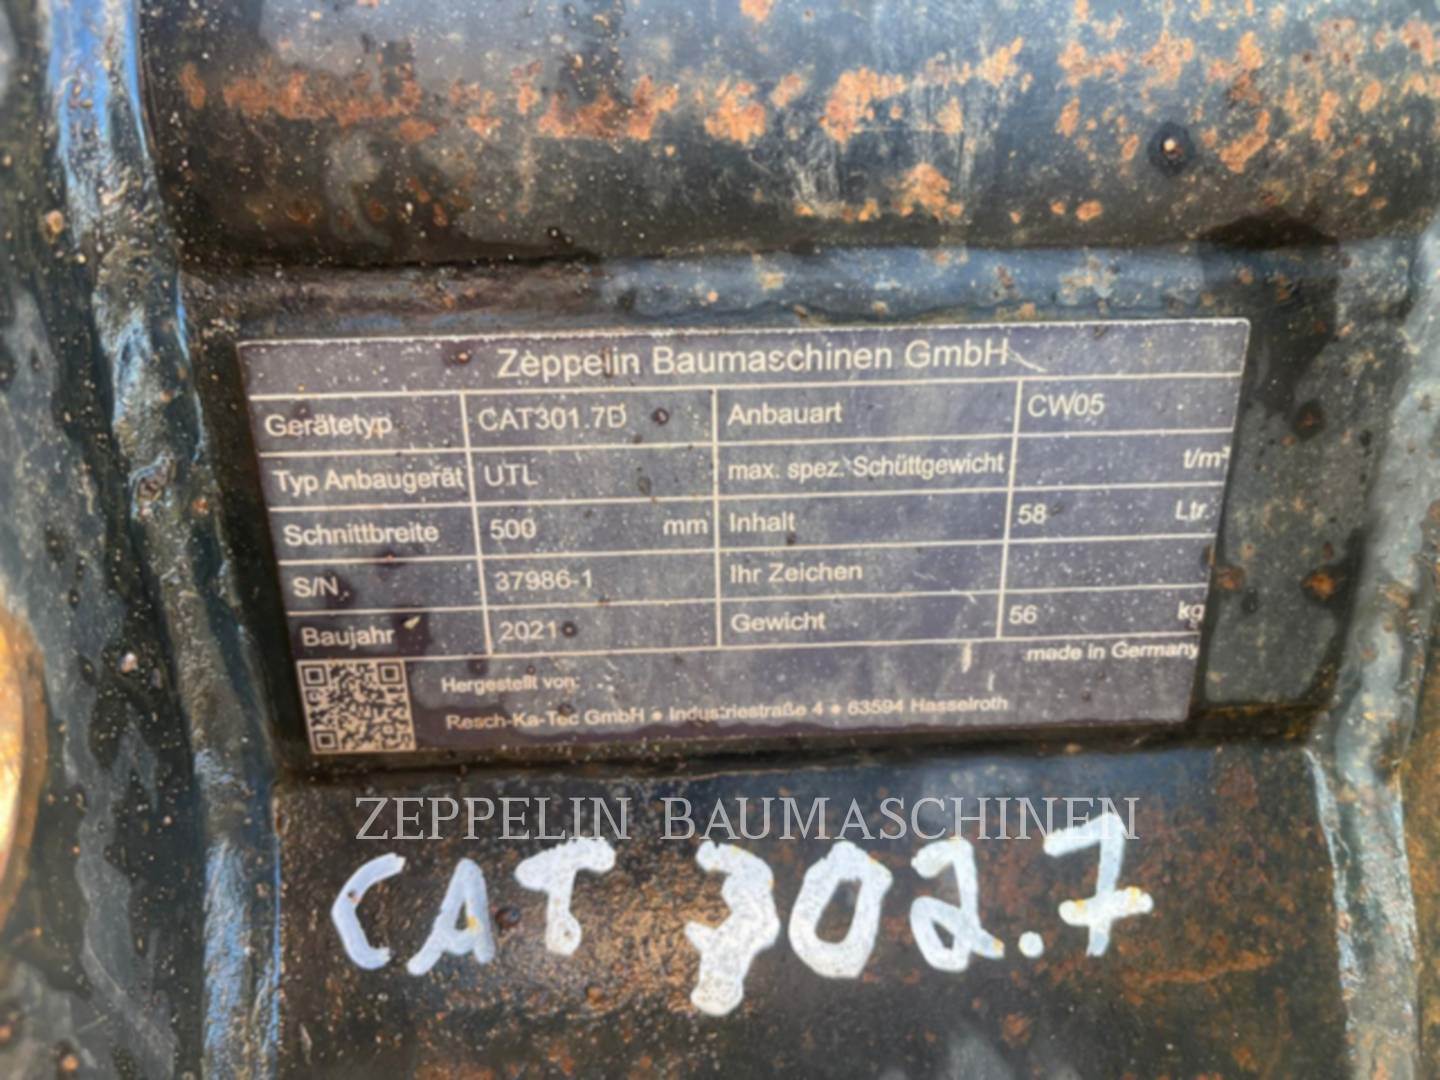 Zeppelin Baumaschinen GmbH
Gerätetyp CAT301.7D Anbauart CW05
Typ Anbaugerät UTL max. spez. Schüttgewicht t/m³
Schnittbreite 500 mm Inhalt 58 Ltr.
S/N 37986-1 Ihr Zeichen
Baujahr 2021 Gewicht 56 kg
made in Germany
Hergestellt von:
Resch-Ka-Tec GmbH • Industriestraße 4 • 63594 Hasselroth
ZEPPELIN BAUMASCHINEN
CAT 302.7